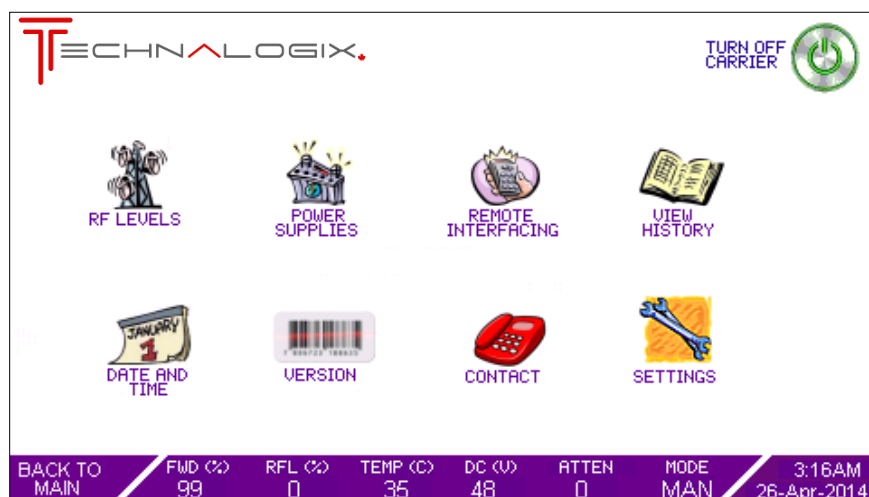 TECHNALOGIX.
TURN OFF
CARRIER
RF LEVELS
POWER
SUPPLIES
REMOTE
INTERFACING
VIEW
HISTORY
JANUARY
1
DATE AND
TIME
VERSION
CONTACT
SETTINGS
BACK TO
MAIN
FWD (%)
99
RFL (%)
0
TEMP (C)
35
DC (V)
48
ATTEN
0
MODE
MAN
3:16AM
26-Apr-2014